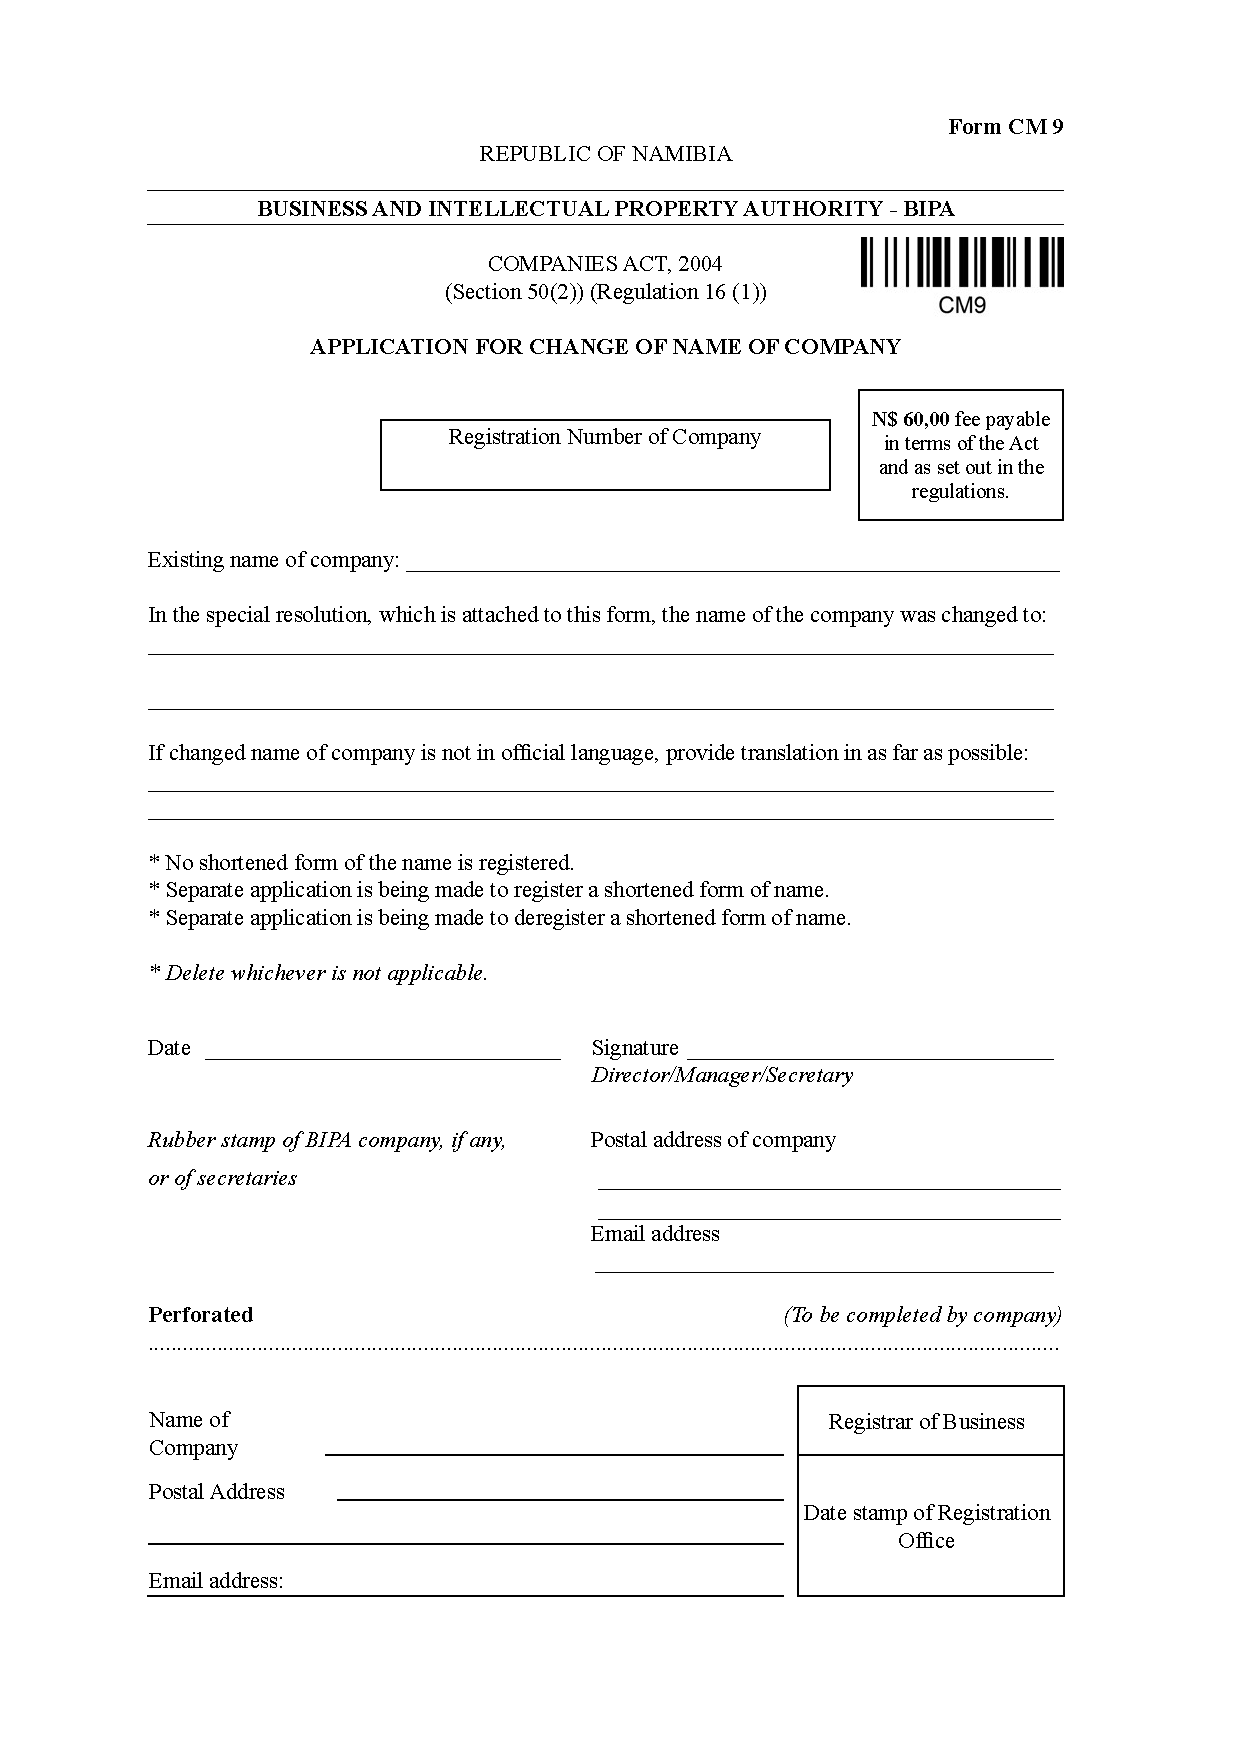 Form CM 9
REPUBLIC OF NAMIBIA
BUSINESS AND INTELLECTUAL PROPERTY AUTHORITY - BIPA
COMPANIES ACT, 2004
(Section 50(2)) (Regulation 16 (1))
CM9
APPLICATION FOR CHANGE OF NAME OF COMPANY
Registration Number of Company
N$ 60,00 fee payable
in terms of the Act
and as set out in the
regulations.
Existing name of company:
In the special resolution, which is attached to this form, the name of the company was changed to:
If changed name of company is not in official language, provide translation in as far as possible:
* No shortened form of the name is registered.
* Separate application is being made to register a shortened form of name.
* Separate application is being made to deregister a shortened form of name.
* Delete whichever is not applicable.
Date
Signature
Director/Manager/Secretary
Rubber stamp of BIPA company, if any,
or of secretaries
Postal address of company
Email address
Perforated
(To be completed by company)
Name of
Company
Postal Address
Email address:
Registrar of Business
Date stamp of Registration
Office